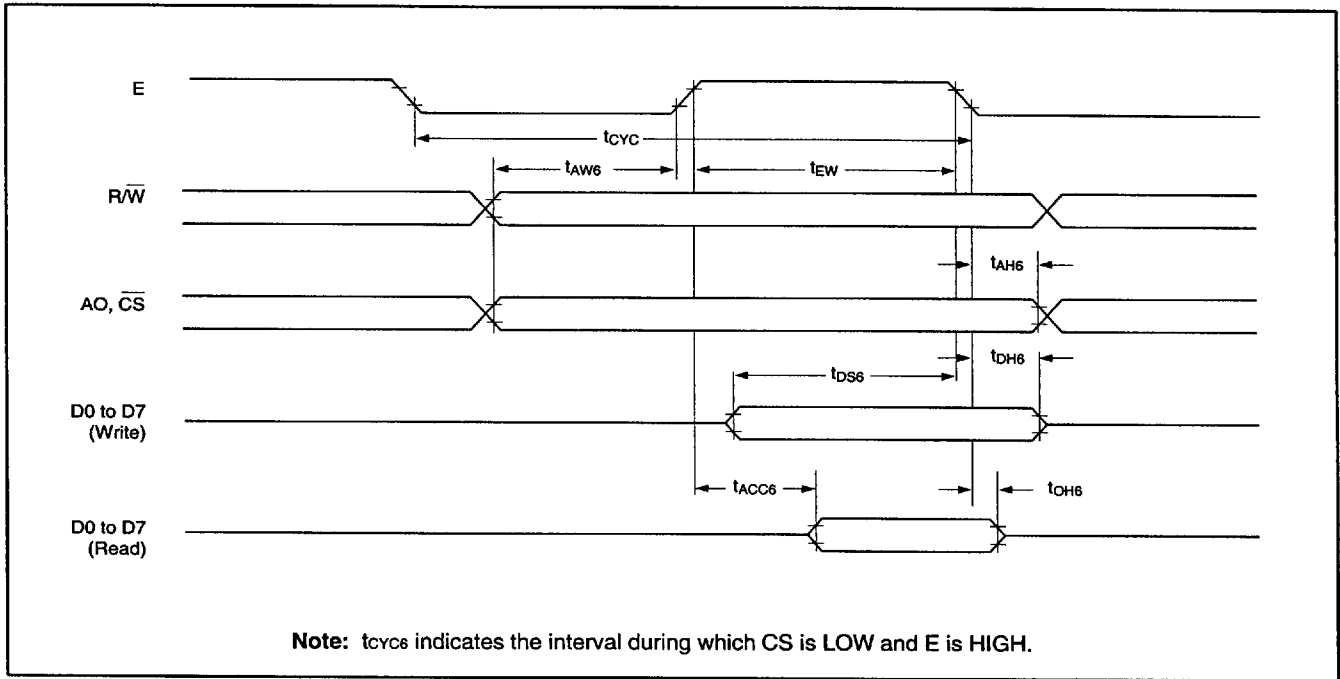 E
tCYC
tAW6
tEW
R/W̅
tAH6
AO, C̅S̅
tDH6
tDS6
D0 to D7
(Write)
tACC6
tOH6
D0 to D7
(Read)
Note: tCYC6 indicates the interval during which CS is LOW and E is HIGH.